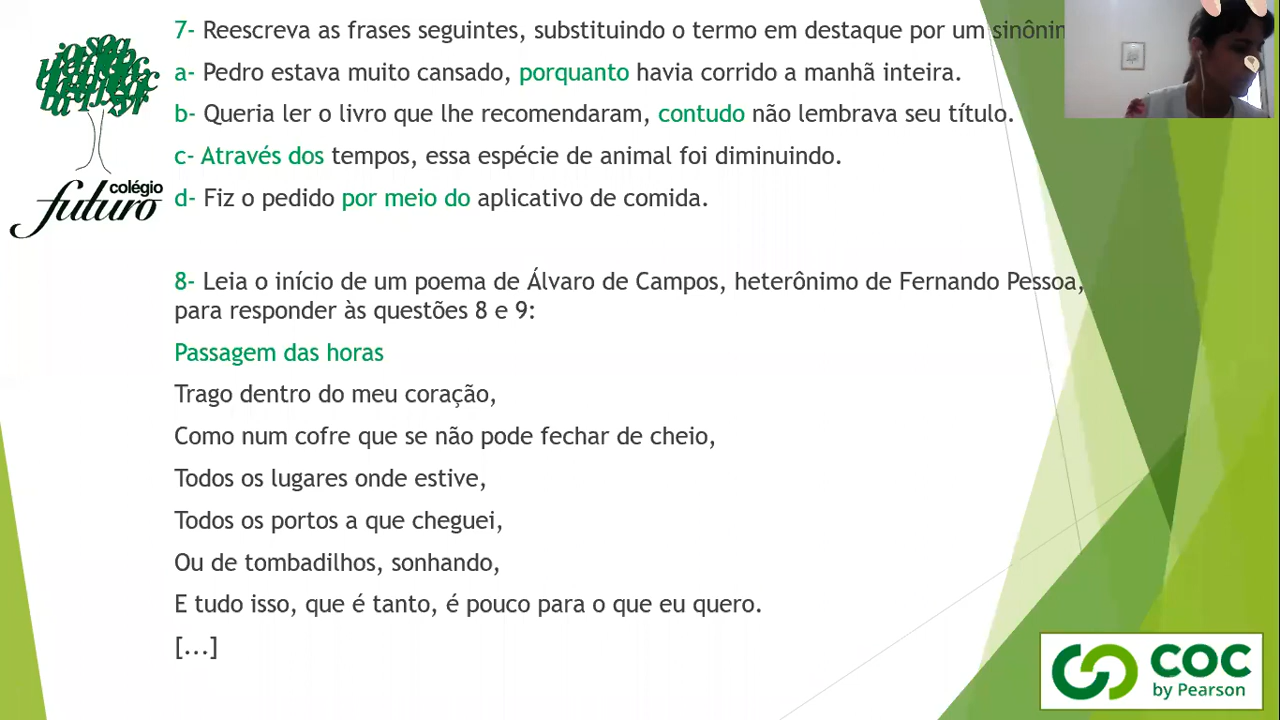 7- Reescreva as frases seguintes, substituindo o termo em destaque por um
a- Pedro estava muito cansado, porquanto havia corrido a manhã inteira.
b- Queria ler o livro que lhe recomendaram, contudo não lembrava seu título.
c- Através dos tempos, essa espécie de animal foi diminuindo.
d- Fiz o pedido por meio do aplicativo de comida.
colégio
futuro
8- Leia o início de um poema de Álvaro de Campos, heterônimo de Fernando Pessoa,
para responder às questões 8 e 9:
Passagem das horas
Trago dentro do meu coração,
Como num cofre que se não pode fechar de cheio,
Todos os lugares onde estive,
Todos os portos a que cheguei,
Ou de tombadilhos, sonhando,
E tudo isso, que é tanto, é pouco para o que eu quero.
[...]
COC
by Pearson